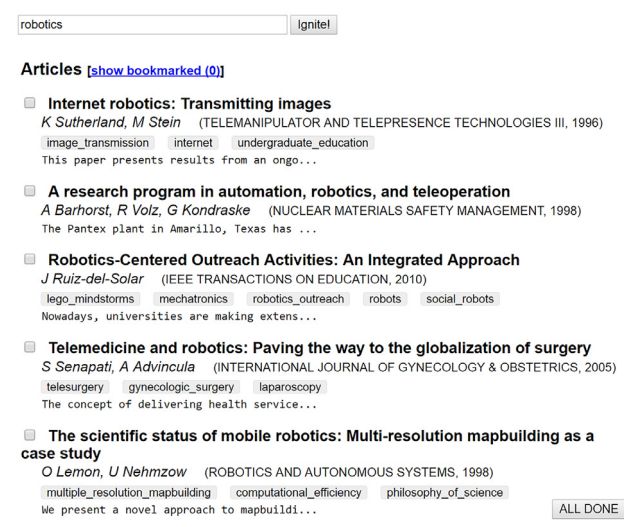 robotics Ignite!
Articles [show bookmarked (0)]
Internet robotics: Transmitting images
K Sutherland, M Stein (TELEMANIPULATOR AND TELEPRESENCE TECHNOLOGIES III, 1996)
image_transmission internet undergraduate_education
This paper presents results from an ongo...
A research program in automation, robotics, and teleoperation
A Barhorst, R Volz, G Kondraske (NUCLEAR MATERIALS SAFETY MANAGEMENT, 1998)
The Pantex plant in Amarillo, Texas has ...
Robotics-Centered Outreach Activities: An Integrated Approach
J Ruiz-del-Solar (IEEE TRANSACTIONS ON EDUCATION, 2010)
lego_mindstorms mechatronics robotics_outreach robots social_robots
Nowadays, universities are making extens...
Telemedicine and robotics: Paving the way to the globalization of surgery
S Senapati, A Advincula (INTERNATIONAL JOURNAL OF GYNECOLOGY & OBSTETRICS, 2005)
telesurgery gynecologic_surgery laparoscopy
The concept of delivering health service...
The scientific status of mobile robotics: Multi-resolution mapbuilding as a
case study
O Lemon, U Nehmzow (ROBOTICS AND AUTONOMOUS SYSTEMS, 1998)
multiple_resolution_mapbuilding computational_efficiency philosophy_of_science
We present a novel approach to mapbuildi...
ALL DONE